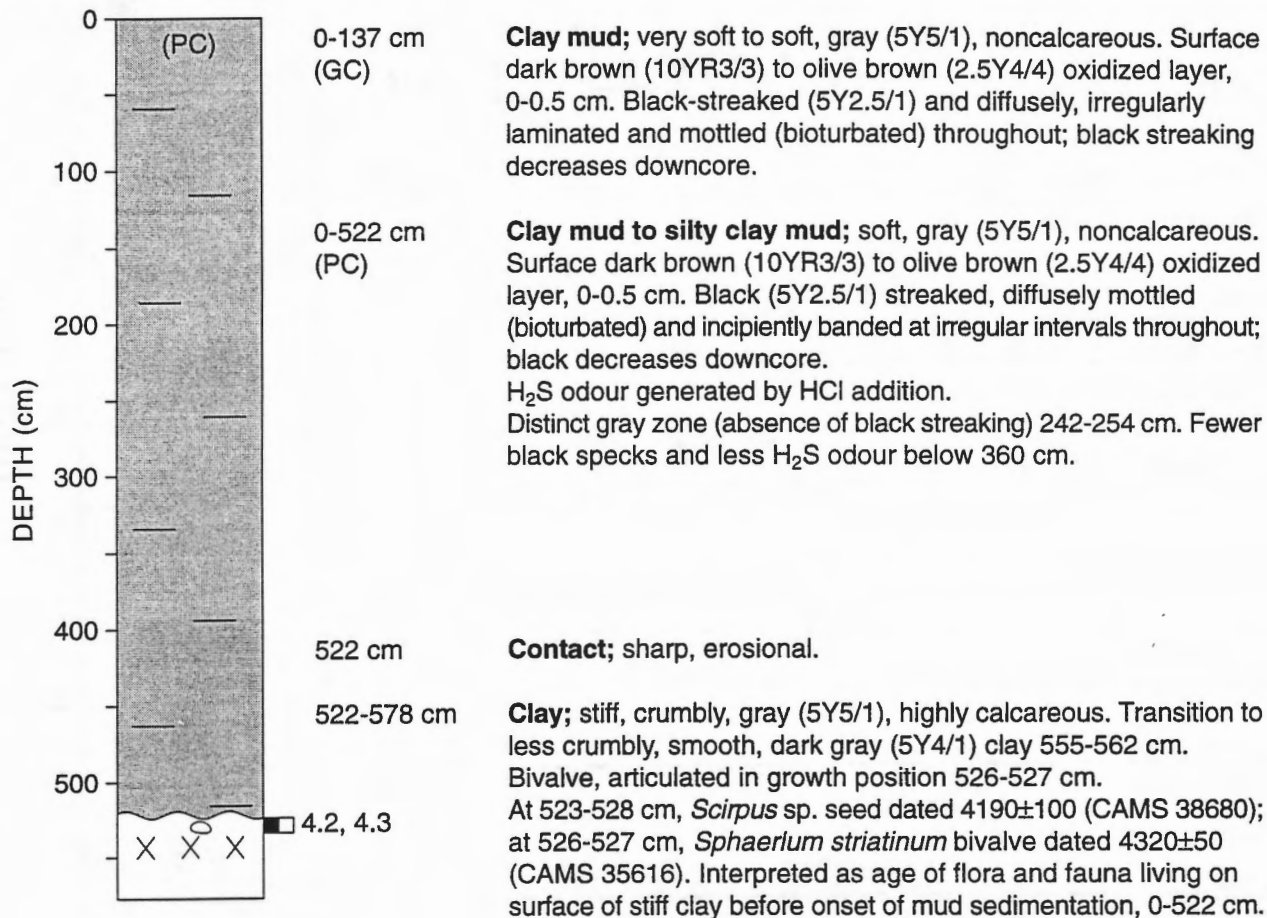 0
100
200
300
400
500
DEPTH (cm)
(PC)
4.2, 4.3
0-137 cm
(GC)
Clay mud; very soft to soft, gray (5Y5/1), noncalcareous. Surface
dark brown (10YR3/3) to olive brown (2.5Y4/4) oxidized layer,
0-0.5 cm. Black-streaked (5Y2.5/1) and diffusely, irregularly
laminated and mottled (bioturbated) throughout; black streaking
decreases downcore.
0-522 cm
(PC)
Clay mud to silty clay mud; soft, gray (5Y5/1), noncalcareous.
Surface dark brown (10YR3/3) to olive brown (2.5Y4/4) oxidized
layer, 0-0.5 cm. Black (5Y2.5/1) streaked, diffusely mottled
(bioturbated) and incipiently banded at irregular intervals throughout;
black decreases downcore.
H₂S odour generated by HCl addition.
Distinct gray zone (absence of black streaking) 242-254 cm. Fewer
black specks and less H₂S odour below 360 cm.
522 cm
Contact; sharp, erosional.
522-578 cm
Clay; stiff, crumbly, gray (5Y5/1), highly calcareous. Transition to
less crumbly, smooth, dark gray (5Y4/1) clay 555-562 cm.
Bivalve, articulated in growth position 526-527 cm.
At 523-528 cm, Scirpus sp. seed dated 4190±100 (CAMS 38680);
at 526-527 cm, Sphaerium striatinum bivalve dated 4320±50
(CAMS 35616). Interpreted as age of flora and fauna living on
surface of stiff clay before onset of mud sedimentation, 0-522 cm.